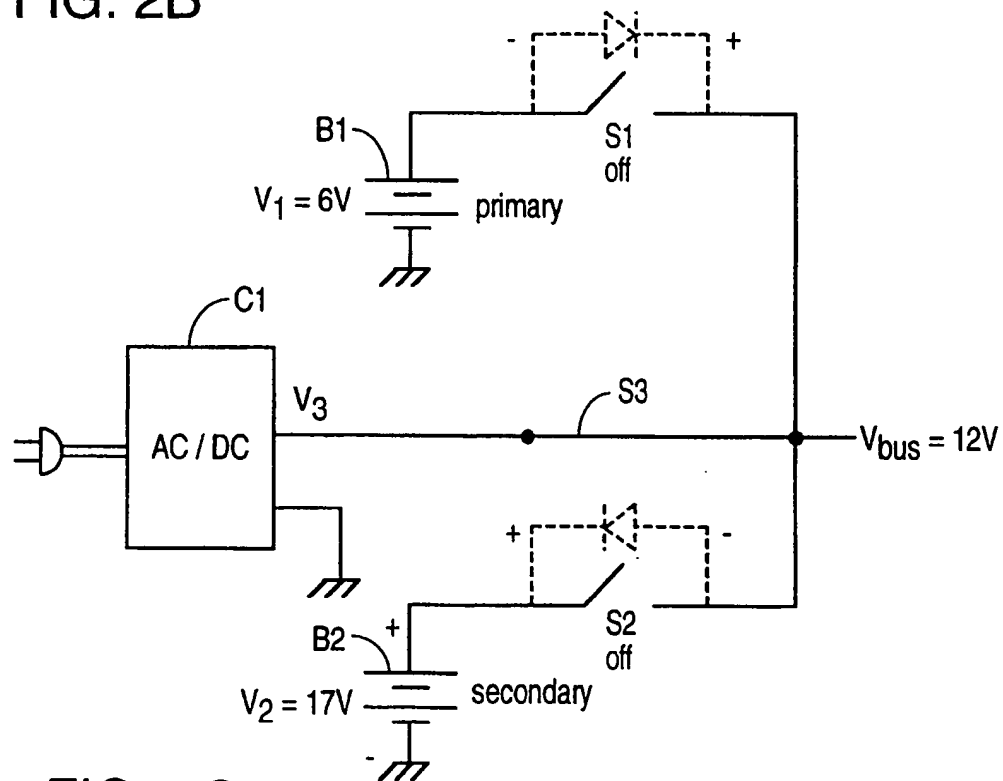 FIG. 2B
- +
B1
S1
off
V1 = 6V
primary
C1
V3
S3
AC / DC
Vbus = 12V
+ -
S2
off
+
B2
V2 = 17V
secondary
-